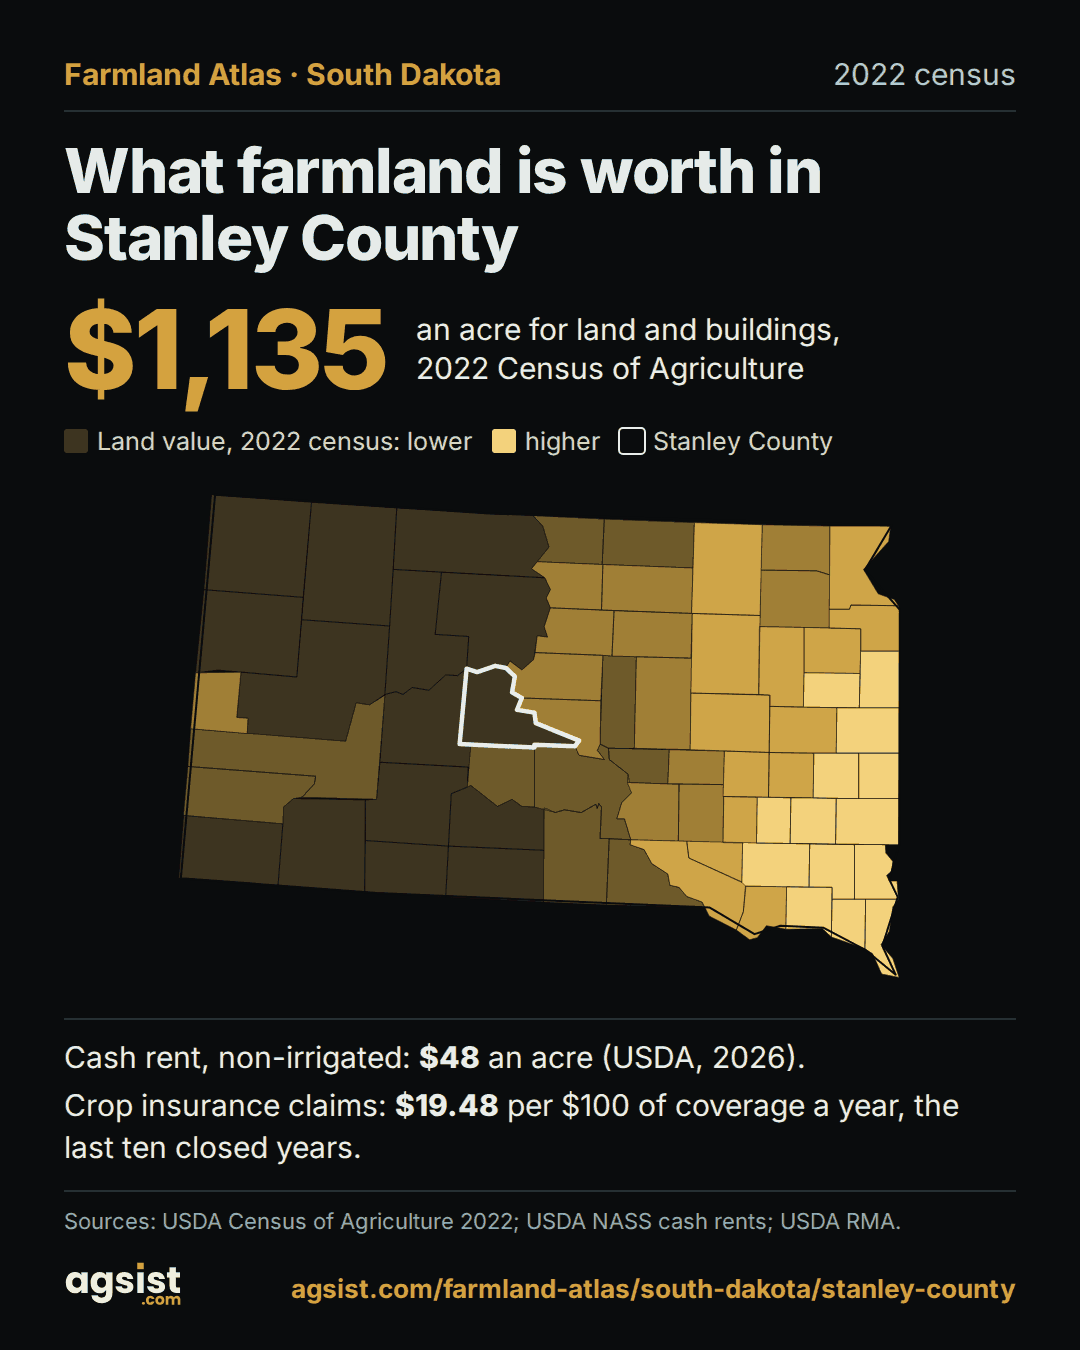 Farmland Atlas · South Dakota
2022 census
What farmland is worth in
Stanley County
$1,135
an acre for land and buildings,
2022 Census of Agriculture
Land value, 2022 census: lower
higher
Stanley County
Cash rent, non-irrigated: $48 an acre (USDA, 2026).
Crop insurance claims: $19.48 per $100 of coverage a year, the
last ten closed years.
Sources: USDA Census of Agriculture 2022; USDA NASS cash rents; USDA RMA.
agsist
.com
agsist.com/farmland-atlas/south-dakota/stanley-county